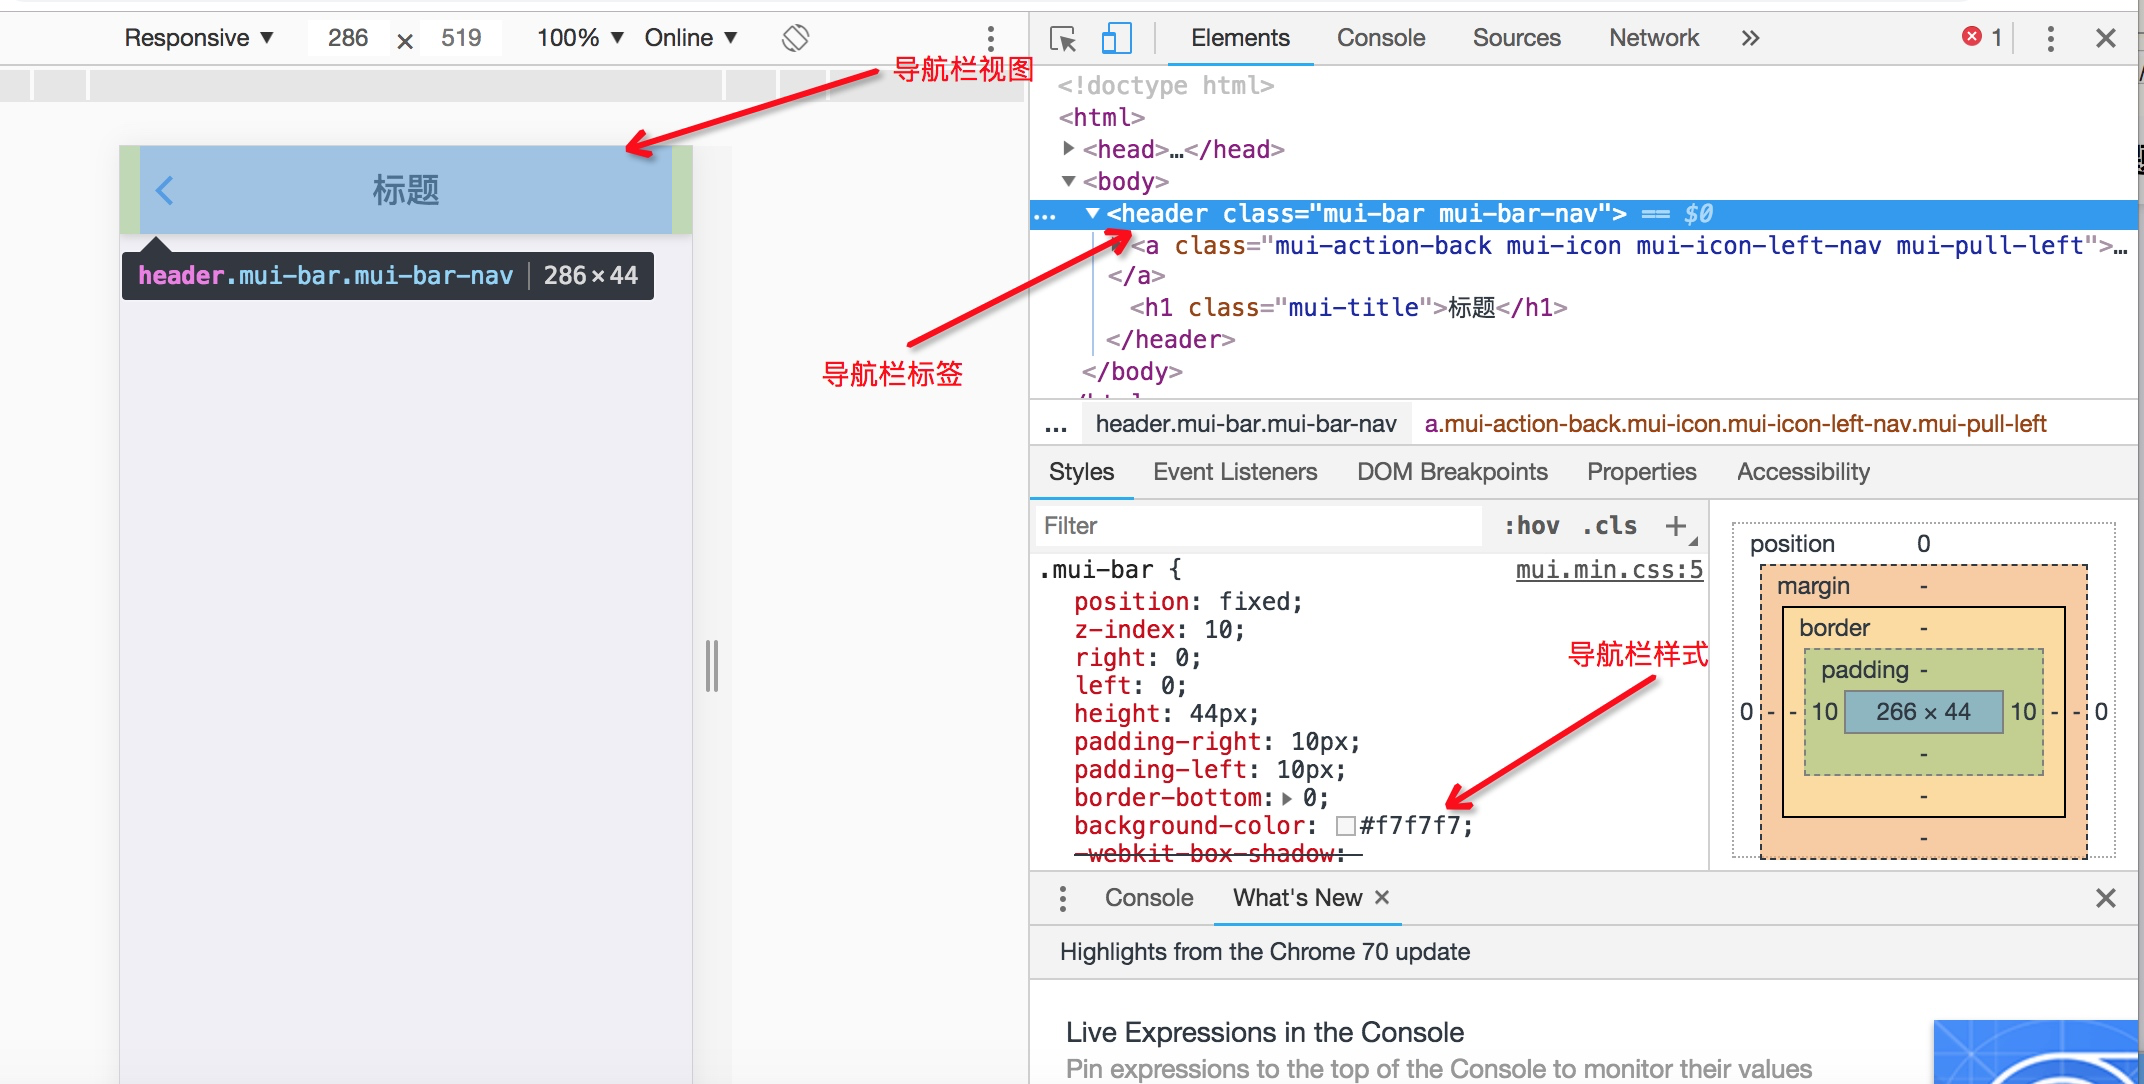 Responsive ▼ 286 × 519 100% ▼ Online ▼
导航栏视图
标题
header.mui-bar.mui-bar-nav 286×44
导航栏标签
Elements Console Sources Network » 1
<!doctype html>
<html>
<head>…</head>
<body>
… <header class="mui-bar mui-bar-nav"> == $0
<a class="mui-action-back mui-icon mui-icon-left-nav mui-pull-left">…
</a>
<h1 class="mui-title">标题</h1>
</header>
</body>
… header.mui-bar.mui-bar-nav a.mui-action-back.mui-icon.mui-icon-left-nav.mui-pull-left
Styles Event Listeners DOM Breakpoints Properties Accessibility
Filter :hov .cls +
.mui-bar { mui.min.css:5
position: fixed;
z-index: 10;
right: 0;
left: 0;
height: 44px;
padding-right: 10px;
padding-left: 10px;
border-bottom: 0;
background-color: #f7f7f7;
-webkit-box-shadow:
导航栏样式
position 0
margin -
border -
padding -
0 - - 10 266 × 44 10 - - 0
-
-
-
Console What's New ×
Highlights from the Chrome 70 update
Live Expressions in the Console
Pin expressions to the top of the Console to monitor their values